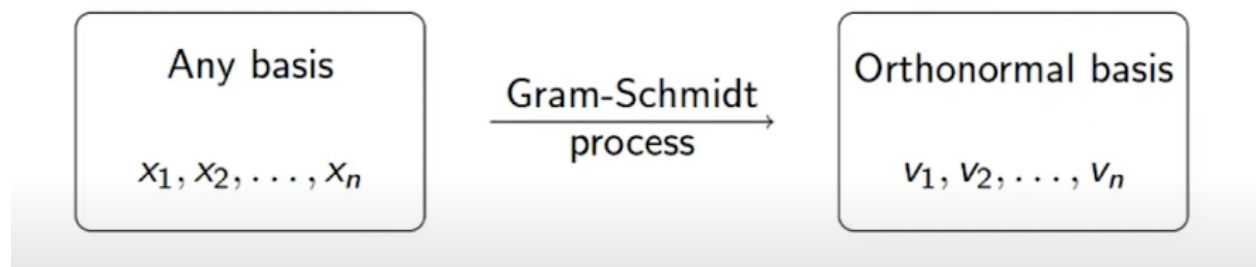 Any basis
x₁, x₂, . . . , xₙ
Gram-Schmidt
process
Orthonormal basis
v₁, v₂, . . . , vₙ